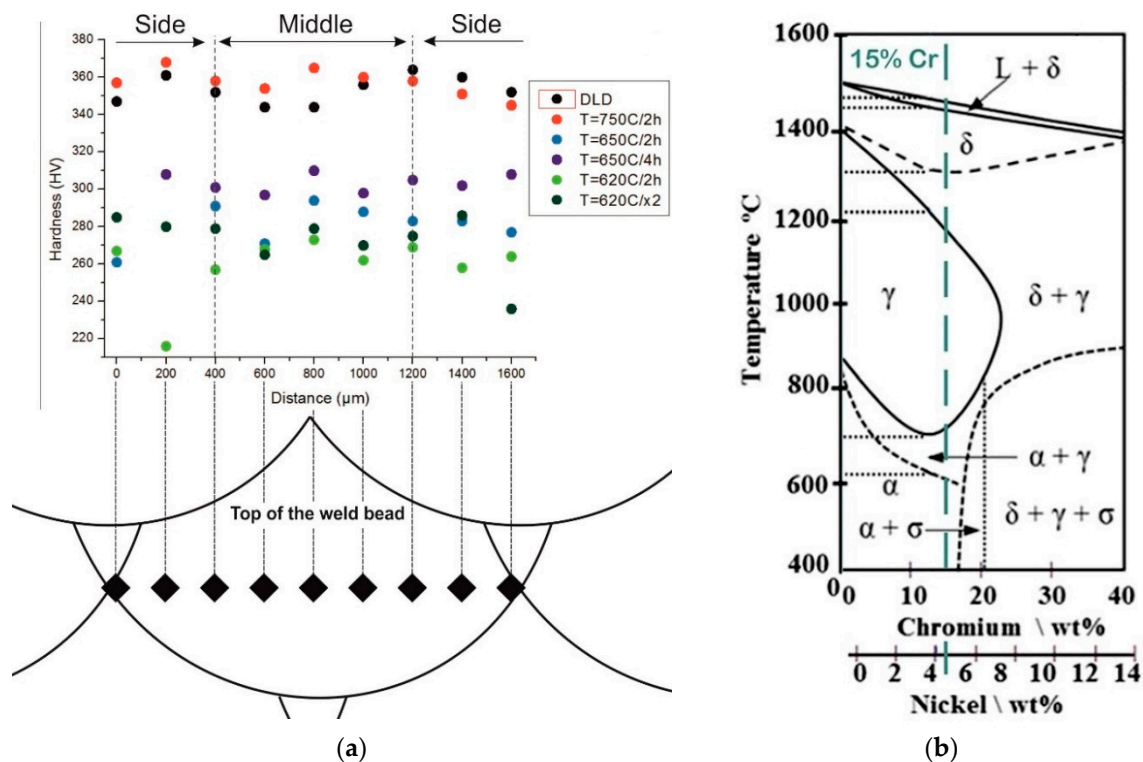 Side
Middle
Side
380
360
340
320
300
280
260
240
220
Hardness (HV)
DLD
T=750C/2h
T=650C/2h
T=650C/4h
T=620C/2h
T=620C/x2
0
200
400
600
800
1000
1200
1400
1600
Distance (µm)
Top of the weld bead
(a)
1600
1400
1200
1000
800
600
400
Temperature ºC
15% Cr
L + δ
δ
γ
δ + γ
α + γ
α
α + σ
δ + γ + σ
0
0
10
20
30
40
Chromium \ wt%
0
2
4
6
8
10
12
14
Nickel \ wt%
(b)